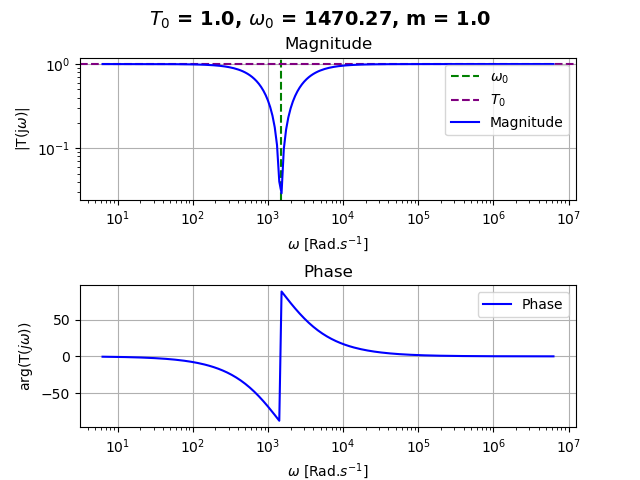 T₀ = 1.0, ω₀ = 1470.27, m = 1.0
Magnitude
|T(jω)|
10⁰
10⁻¹
ω₀
T₀
Magnitude
10¹ 10² 10³ 10⁴ 10⁵ 10⁶ 10⁷
ω [Rad.s⁻¹]
Phase
arg(T(jω))
50
0
−50
Phase
10¹ 10² 10³ 10⁴ 10⁵ 10⁶ 10⁷
ω [Rad.s⁻¹]